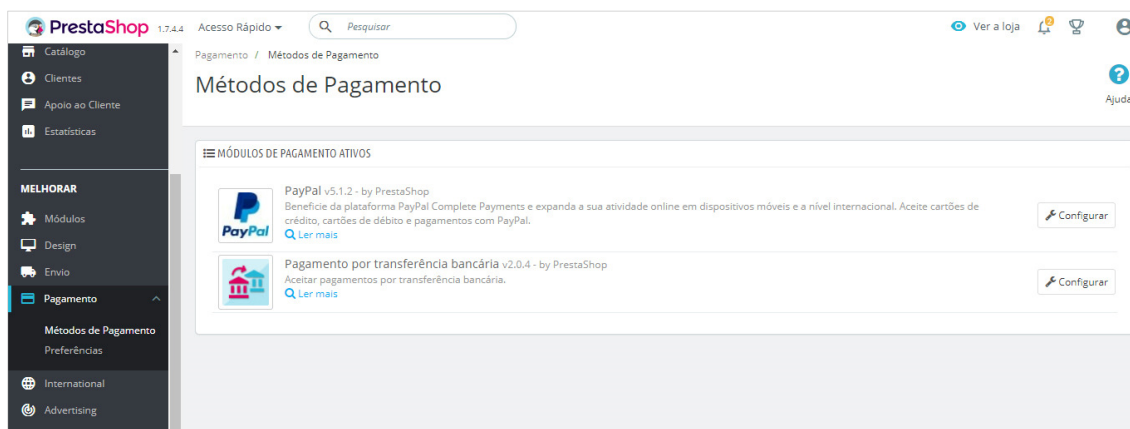 PrestaShop 1.7.4.4 Acesso Rápido Pesquisar Ver a loja 2
Catálogo
Clientes
Apoio ao Cliente
Estatísticas
MELHORAR
Módulos
Design
Envio
Pagamento
Métodos de Pagamento
Preferências
International
Advertising
Pagamento / Métodos de Pagamento
Métodos de Pagamento
Ajuda
MÓDULOS DE PAGAMENTO ATIVOS
PayPal
PayPal v5.1.2 - by PrestaShop
Beneficie da plataforma PayPal Complete Payments e expanda a sua atividade online em dispositivos móveis e a nível internacional. Aceite cartões de
crédito, cartões de débito e pagamentos com PayPal.
Ler mais
Configurar
Pagamento por transferência bancária v2.0.4 - by PrestaShop
Aceitar pagamentos por transferência bancária.
Ler mais
Configurar